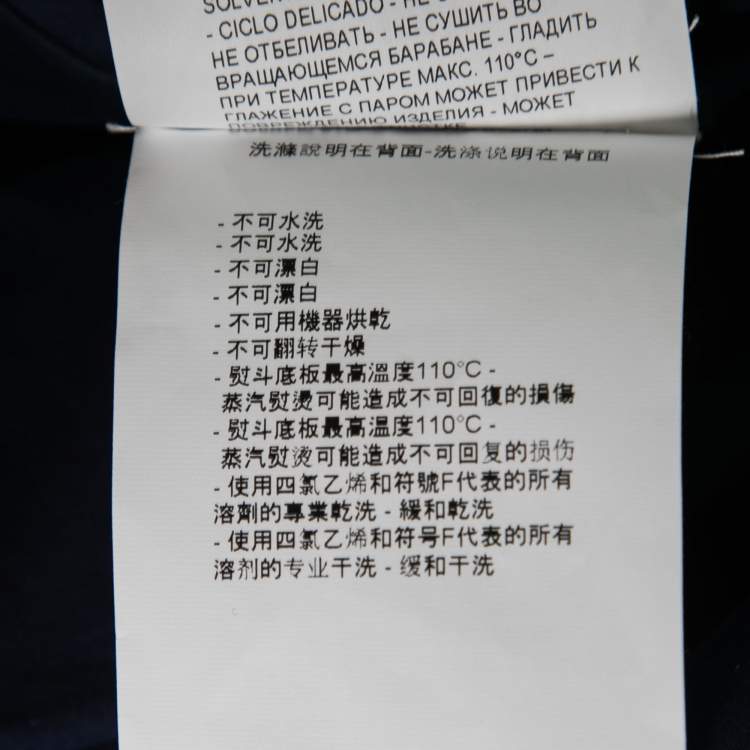 SOLVEN
- CICLO DELICADO - НЕ
НЕ ОТБЕЛИВАТЬ - НЕ СУШИТЬ ВО
ВРАЩАЮЩЕМСЯ БАРАБАНЕ - ГЛАДИТЬ
ПРИ ТЕМПЕРАТУРЕ МАКС. 110°C –
ГЛАЖЕНИЕ С ПАРОМ МОЖЕТ ПРИВЕСТИ К
ПОВРЕЖДЕНИЮ ИЗДЕЛИЯ - МОЖЕТ
洗滌說明在背面-洗涤说明在背面
- 不可水洗
- 不可水洗
- 不可漂白
- 不可漂白
- 不可用機器烘乾
- 不可翻转干燥
- 熨斗底板最高溫度110°C -
蒸汽熨燙可能造成不可回復的損傷
- 熨斗底板最高温度110°C -
蒸汽熨烫可能造成不可回复的损伤
- 使用四氯乙烯和符號F代表的所有
溶劑的專業乾洗 - 緩和乾洗
- 使用四氯乙烯和符号F代表的所有
溶剂的专业干洗 - 缓和干洗